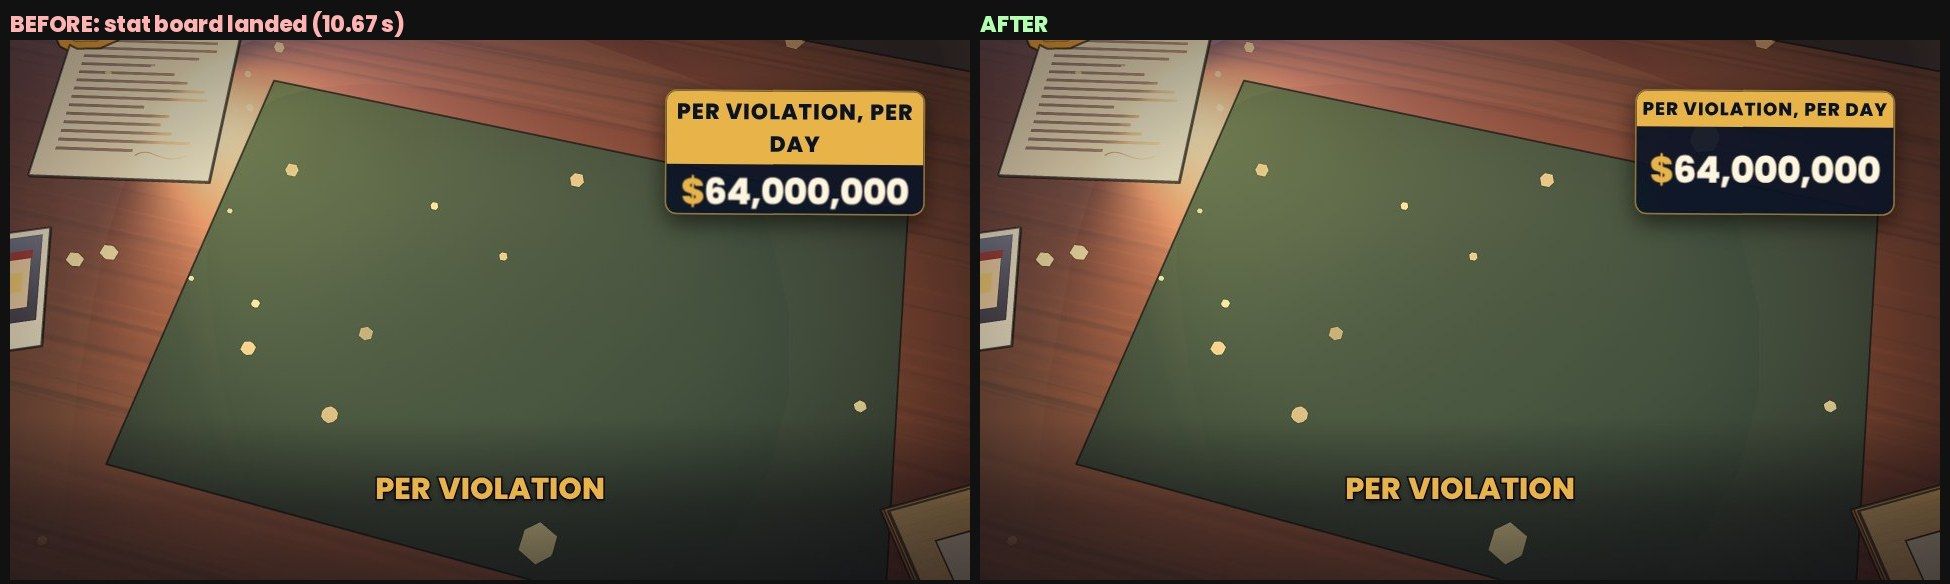 BEFORE: stat board landed (10.67 s)
PER VIOLATION, PER
DAY
$64,000,000
PER VIOLATION
AFTER
PER VIOLATION, PER DAY
$64,000,000
PER VIOLATION